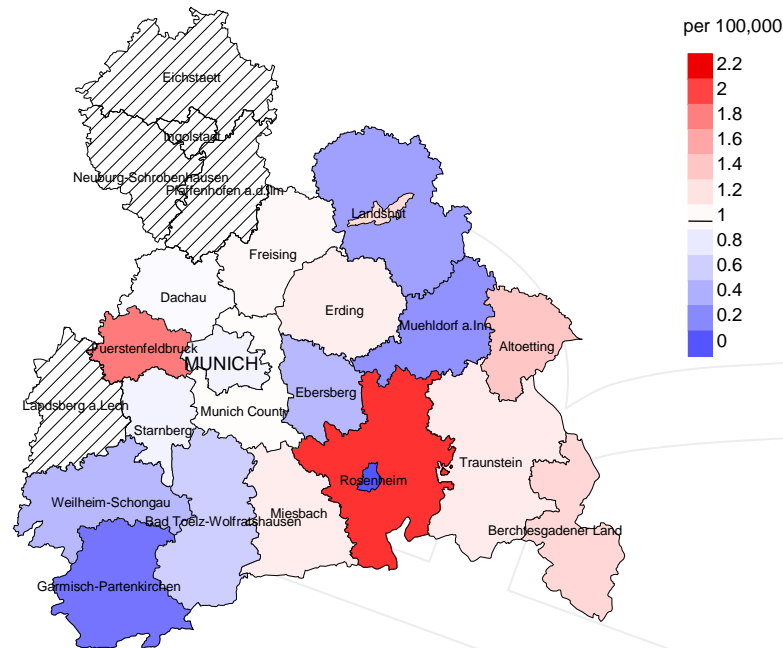 per 100,000
2.2
2
1.8
1.6
1.4
1.2
1
0.8
0.6
0.4
0.2
0
Eichstaett
Ingolstadt
Neuburg-Schrobenhausen
Pfaffenhofen a.d.Ilm
Landshut
Freising
Dachau
Erding
Muehldorf a.Inn
Altoetting
Fuerstenfeldbruck
MUNICH
Ebersberg
Landsberg a.Lech
Munich County
Starnberg
Traunstein
Rosenheim
Weilheim-Schongau
Miesbach
Bad Toelz-Wolfratshausen
Berchtesgadener Land
Garmisch-Partenkirchen